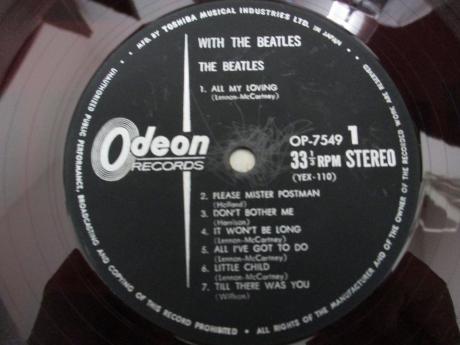 MFG. BY TOSHIBA MUSICAL INDUSTRIES LTD. IN JAPAN
WITH THE BEATLES
THE BEATLES
1. ALL MY LOVING
(Lennon-McCartney)
Odeon
RECORDS
OP-7549 1
33⅓ RPM STEREO
(YEX-110)
2. PLEASE MISTER POSTMAN
(Holland)
3. DON'T BOTHER ME
(Harrison)
4. IT WON'T BE LONG
(Lennon-McCartney)
5. ALL I'VE GOT TO DO
(Lennon-McCartney)
6. LITTLE CHILD
(Lennon-McCartney)
7. TILL THERE WAS YOU
(Willson)
UNAUTHORIZED PUBLIC PERFORMANCE, BROADCASTING AND COPYING OF THIS RECORD PROHIBITED • ALL RIGHTS OF THE MANUFACTURER AND OF THE OWNER OF THE RECORDED WORK ARE RESERVED